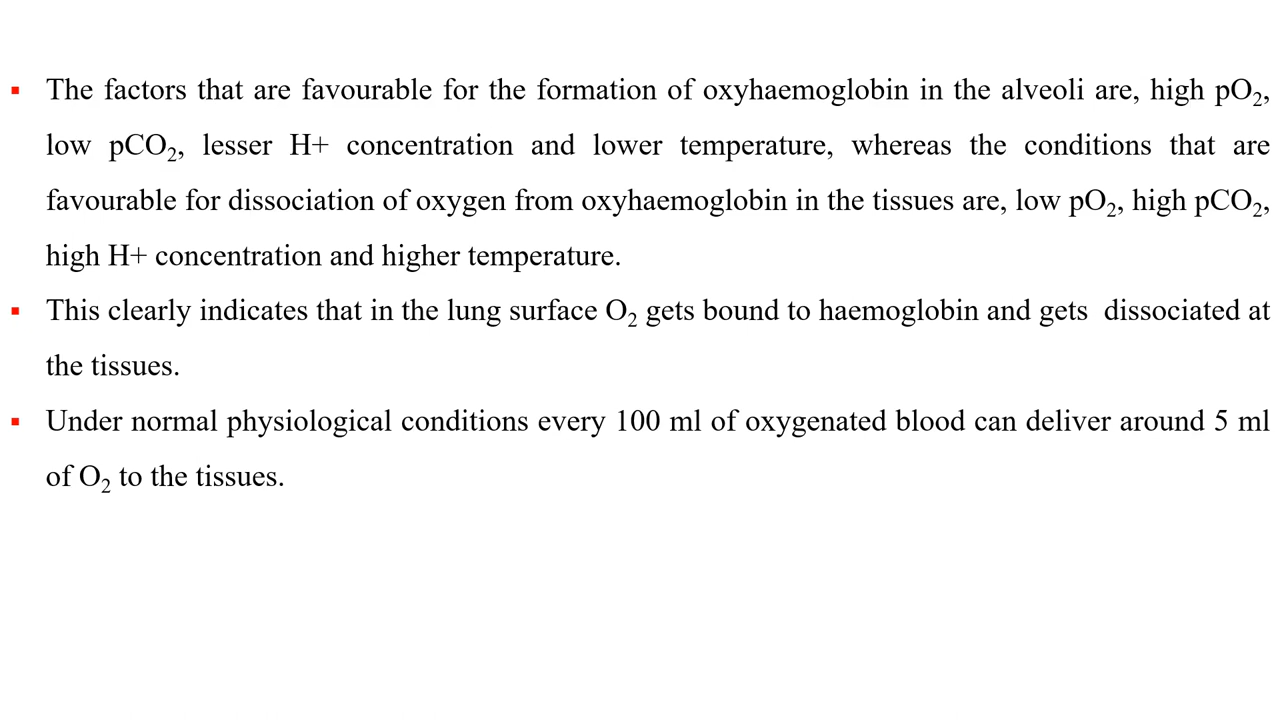 ▪ The factors that are favourable for the formation of oxyhaemoglobin in the alveoli are, high pO₂,
low pCO₂, lesser H+ concentration and lower temperature, whereas the conditions that are
favourable for dissociation of oxygen from oxyhaemoglobin in the tissues are, low pO₂, high pCO₂,
high H+ concentration and higher temperature.
▪ This clearly indicates that in the lung surface O₂ gets bound to haemoglobin and gets  dissociated at
the tissues.
▪ Under normal physiological conditions every 100 ml of oxygenated blood can deliver around 5 ml
of O₂ to the tissues.